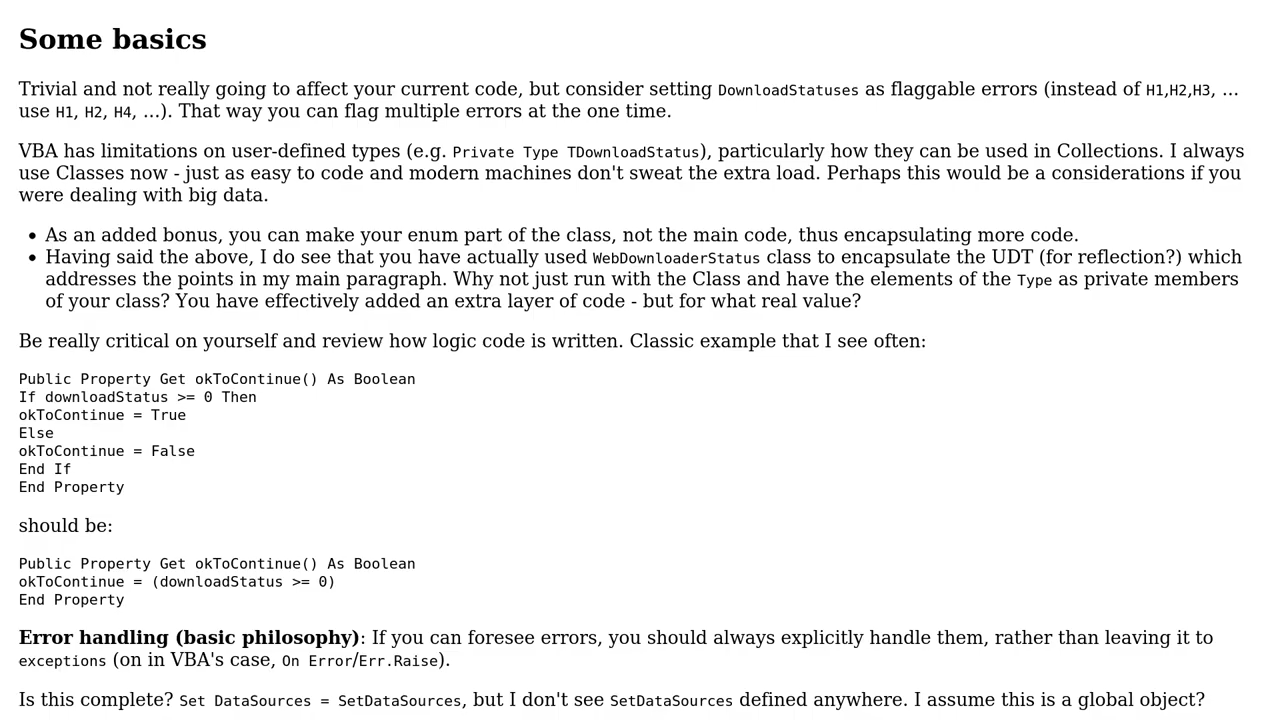 Some basics
Trivial and not really going to affect your current code, but consider setting DownloadStatuses as flaggable errors (instead of H1,H2,H3, ...
use H1, H2, H4, ...). That way you can flag multiple errors at the one time.
VBA has limitations on user-defined types (e.g. Private Type TDownloadStatus), particularly how they can be used in Collections. I always
use Classes now - just as easy to code and modern machines don't sweat the extra load. Perhaps this would be a considerations if you
were dealing with big data.
• As an added bonus, you can make your enum part of the class, not the main code, thus encapsulating more code.
• Having said the above, I do see that you have actually used WebDownloaderStatus class to encapsulate the UDT (for reflection?) which
addresses the points in my main paragraph. Why not just run with the Class and have the elements of the Type as private members
of your class? You have effectively added an extra layer of code - but for what real value?
Be really critical on yourself and review how logic code is written. Classic example that I see often:
Public Property Get okToContinue() As Boolean
If downloadStatus >= 0 Then
okToContinue = True
Else
okToContinue = False
End If
End Property
should be:
Public Property Get okToContinue() As Boolean
okToContinue = (downloadStatus >= 0)
End Property
Error handling (basic philosophy): If you can foresee errors, you should always explicitly handle them, rather than leaving it to
exceptions (on in VBA's case, On Error/Err.Raise).
Is this complete? Set DataSources = SetDataSources, but I don't see SetDataSources defined anywhere. I assume this is a global object?